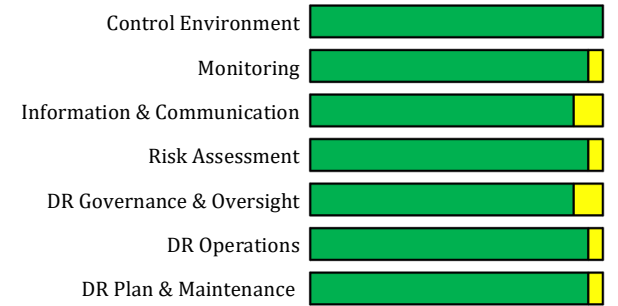 Control Environment
Monitoring
Information & Communication
Risk Assessment
DR Governance & Oversight
DR Operations
DR Plan & Maintenance